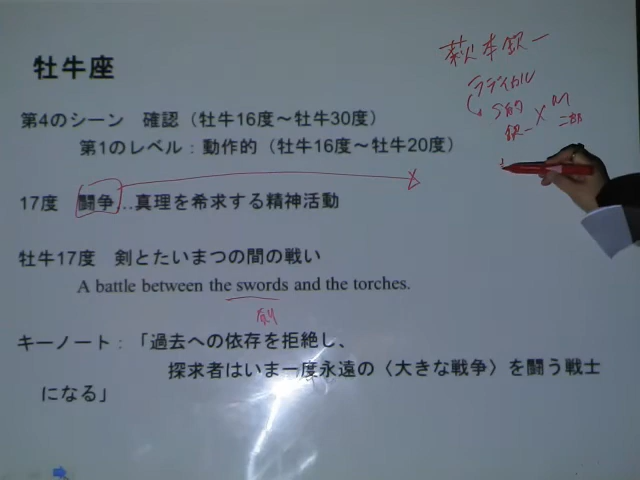 牡牛座
萩本欽一
ラディカル
S的 × M
欽一 二郎
第4のシーン 確認（牡牛16度～牡牛30度）
第1のレベル：動作的（牡牛16度～牡牛20度）
17度 闘争…真理を希求する精神活動
牡牛17度 剣とたいまつの間の戦い
A battle between the swords and the torches.
剣
キーノート：「過去への依存を拒絶し、
探求者はいま一度永遠の〈大きな戦争〉を闘う戦士
になる」